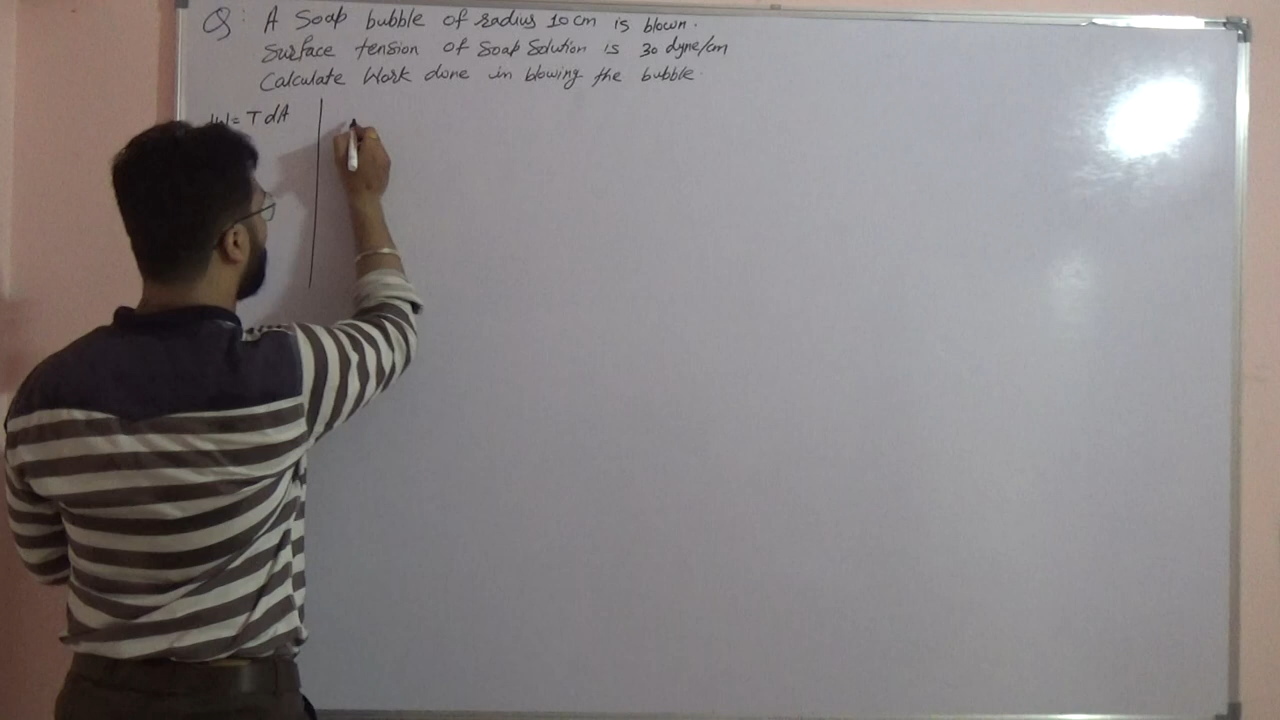 Q: A Soap bubble of radius 10 cm is blown.
Surface tension of Soap Solution is 30 dyne/cm
Calculate Work done in blowing the bubble.
dW = T dA